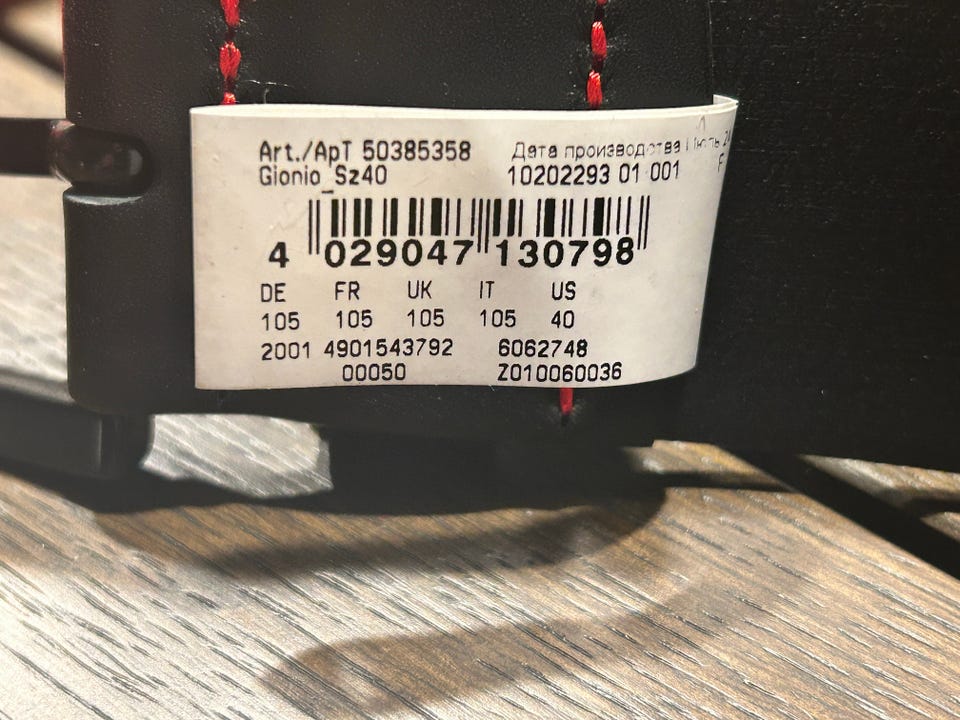 Art./АрТ 50385358 Дата производства
Gionio_Sz40 10202293 01 001 F
4 029047 130798
DE FR UK IT US
105 105 105 105 40
2001 4901543792 6062748
00050 Z010060036